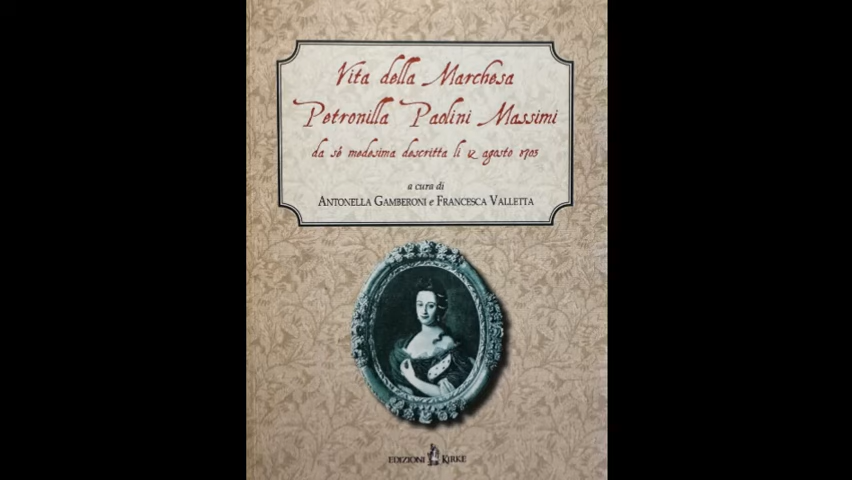 Vita della Marchesa
Petronilla Paolini Massimi
da sé medesima descritta li 12 agosto 1703
a cura di
ANTONELLA GAMBERONI e FRANCESCA VALLETTA
EDIZIONI KIRKE